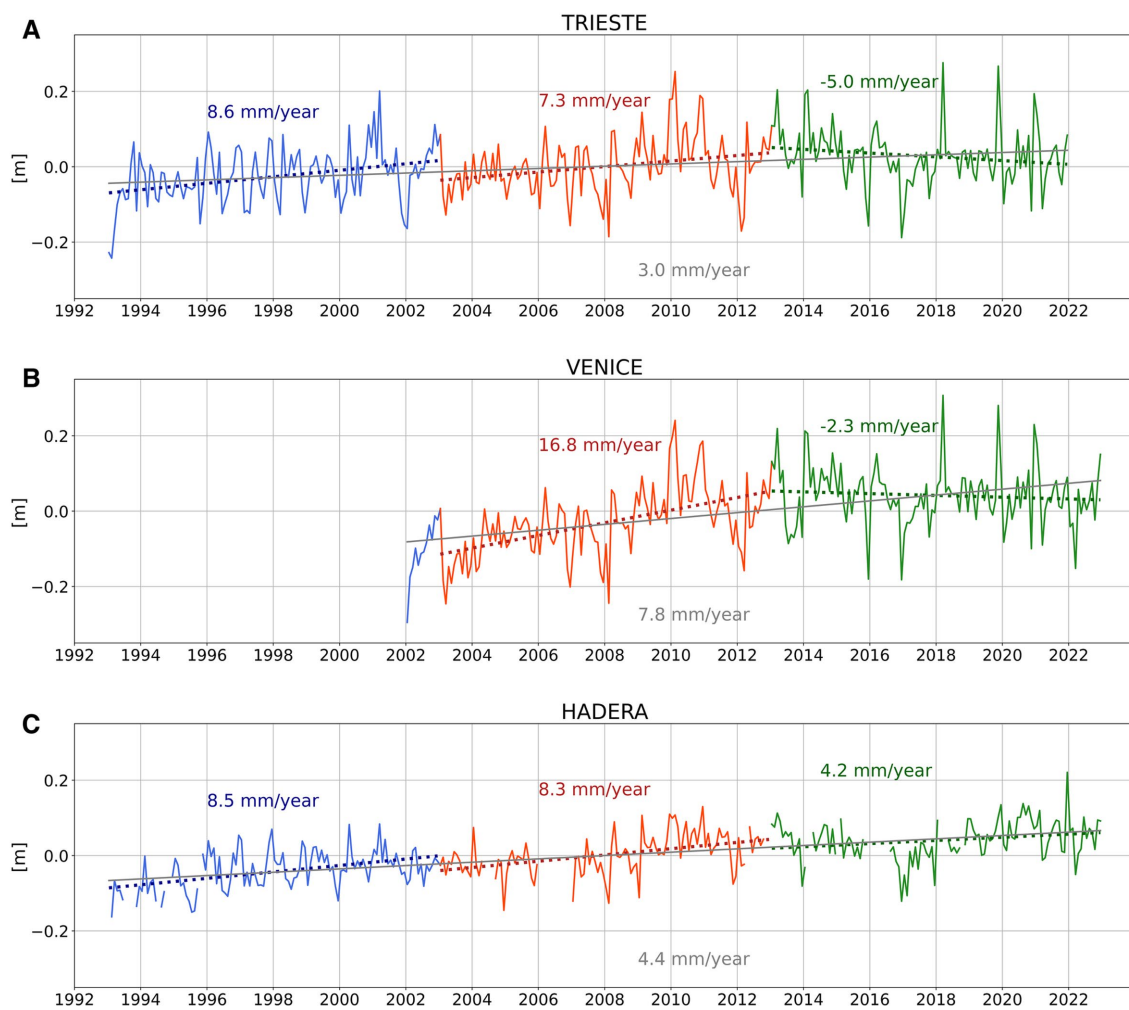 A
TRIESTE
[m]
0.2
0.0
−0.2
8.6 mm/year
7.3 mm/year
-5.0 mm/year
3.0 mm/year
1992 1994 1996 1998 2000 2002 2004 2006 2008 2010 2012 2014 2016 2018 2020 2022
B
VENICE
[m]
0.2
0.0
−0.2
16.8 mm/year
-2.3 mm/year
7.8 mm/year
1992 1994 1996 1998 2000 2002 2004 2006 2008 2010 2012 2014 2016 2018 2020 2022
C
HADERA
[m]
0.2
0.0
−0.2
8.5 mm/year
8.3 mm/year
4.2 mm/year
4.4 mm/year
1992 1994 1996 1998 2000 2002 2004 2006 2008 2010 2012 2014 2016 2018 2020 2022